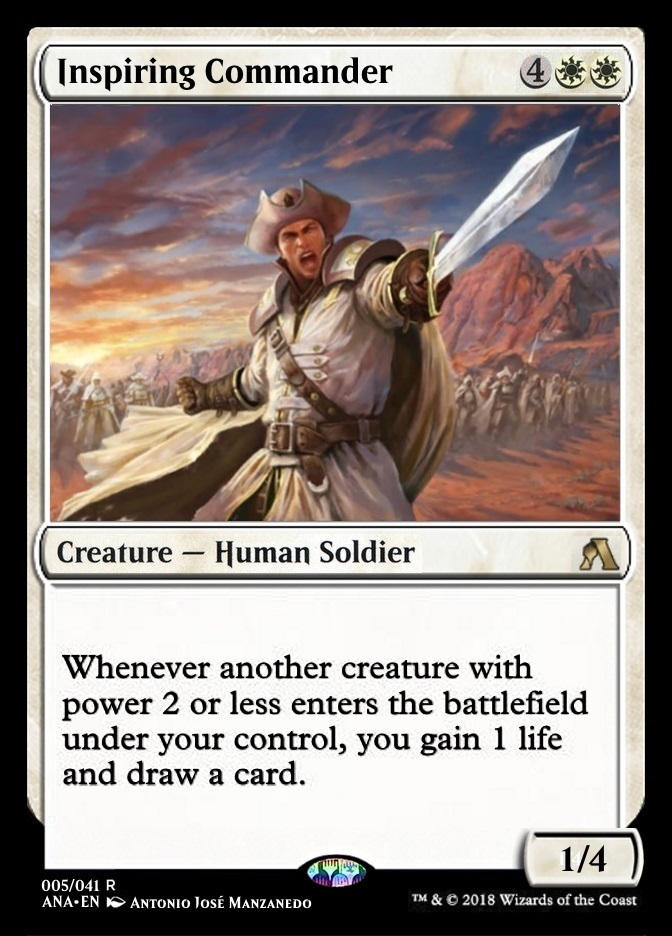 Inspiring Commander 4
Creature — Human Soldier
Whenever another creature with
power 2 or less enters the battlefield
under your control, you gain 1 life
and draw a card.
1/4
005/041 R
ANA•EN Antonio José Manzanedo
™ & © 2018 Wizards of the Coast